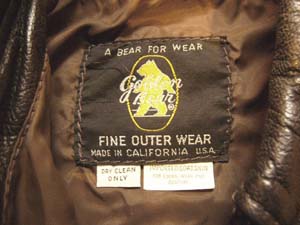 A BEAR FOR WEAR
Golden
Bear
®
FINE OUTER WEAR
MADE IN CALIFORNIA U.S.A.
DRY CLEAN
ONLY